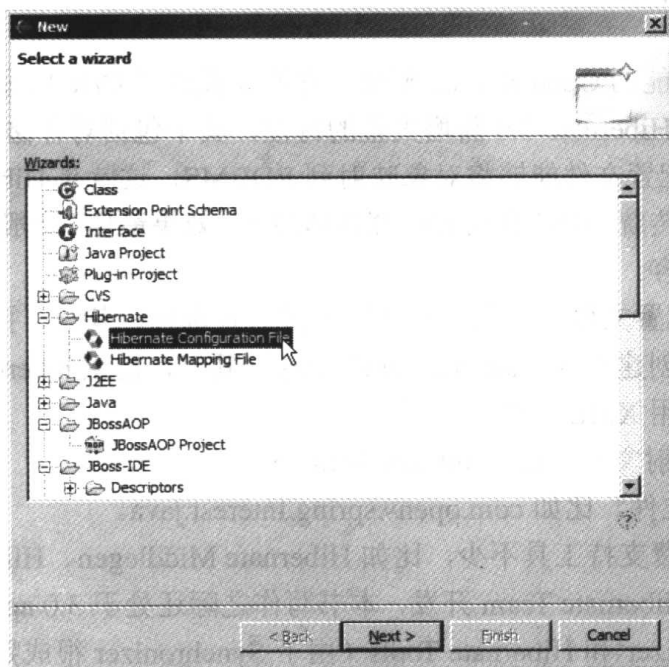 New
Select a wizard
Wizards:
Class
Extension Point Schema
Interface
Java Project
Plug-in Project
CVS
Hibernate
Hibernate Configuration File
Hibernate Mapping File
J2EE
Java
JBossAOP
JBossAOP Project
JBoss-IDE
Descriptors
< Back
Next >
Finish
Cancel